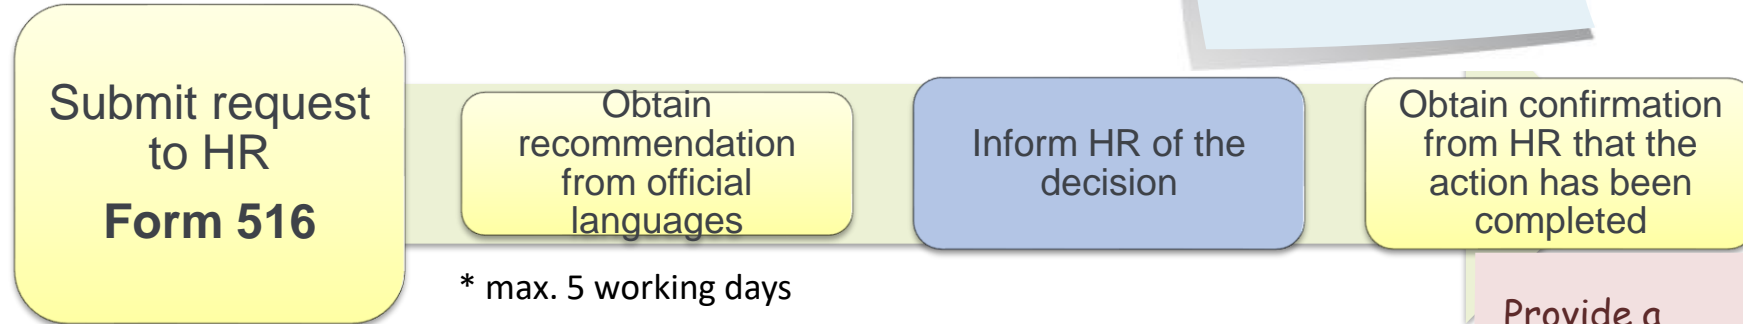 Submit request
to HR
Form 516
Obtain
recommendation
from official
languages
* max. 5 working days
Inform HR of the
decision
Obtain confirmation
from HR that the
action has been
completed
Provide a